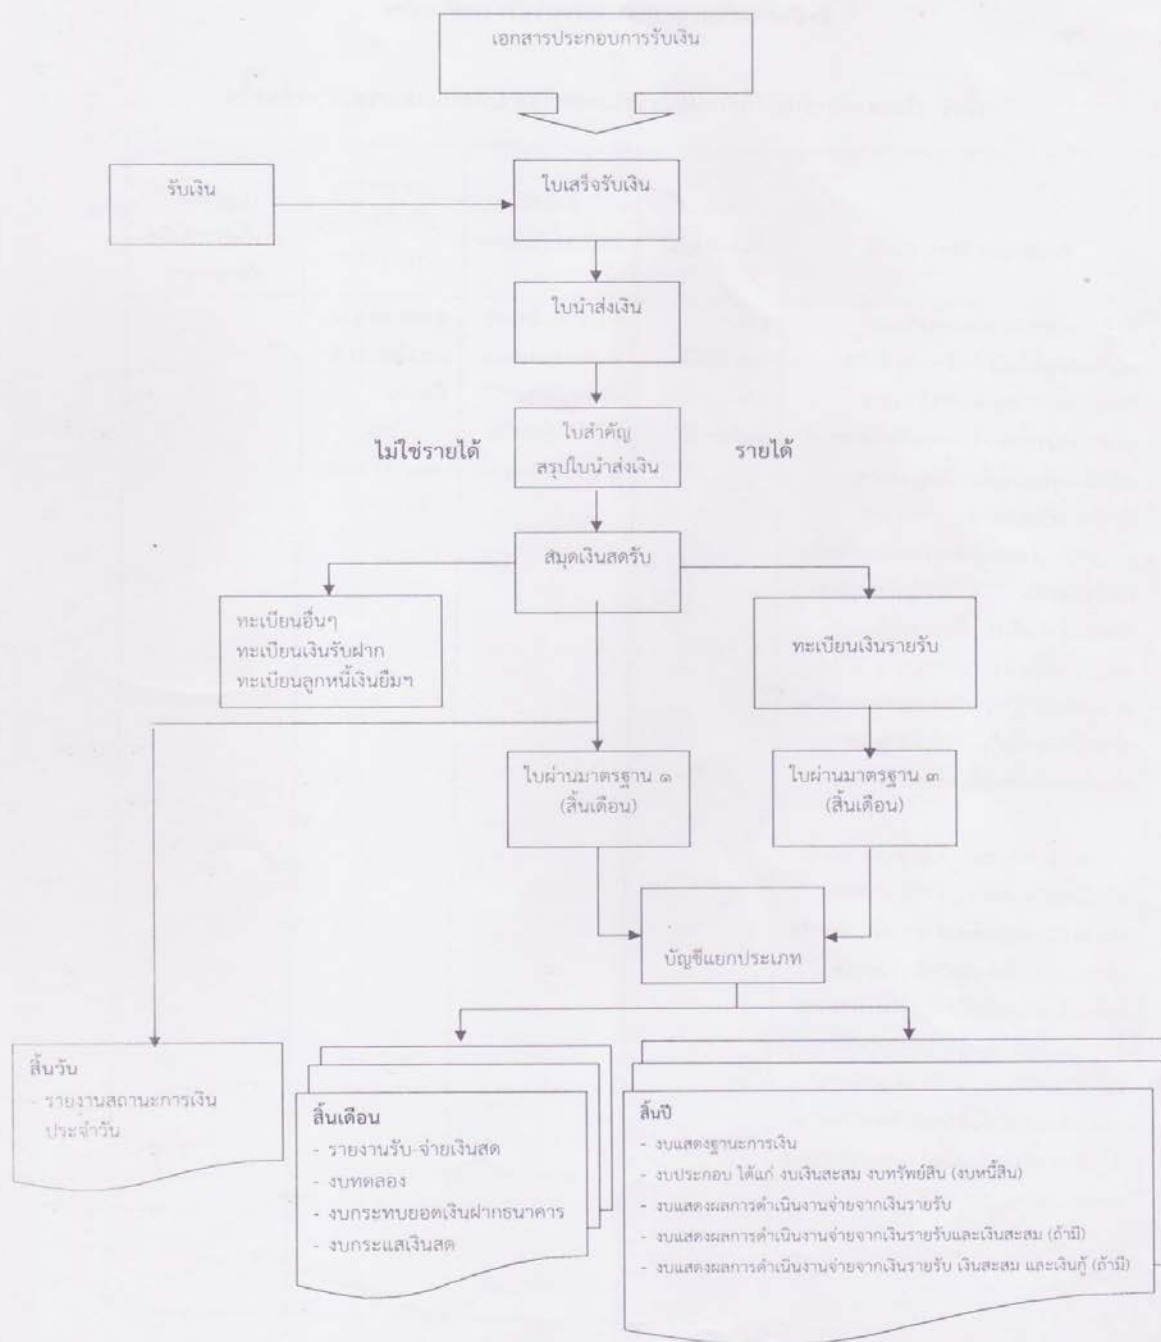 เอกสารประกอบการรับเงิน
รับเงิน
ใบเสร็จรับเงิน
ใบนำส่งเงิน
ไม่ใช่รายได้
ใบสำคัญ
สรุปใบนำส่งเงิน
รายได้
สมุดเงินสดรับ
ทะเบียนอื่นๆ
ทะเบียนเงินรับฝาก
ทะเบียนลูกหนี้เงินยืมฯ
ทะเบียนเงินรายรับ
ใบผ่านมาตรฐาน ๑
(สิ้นเดือน)
ใบผ่านมาตรฐาน ๓
(สิ้นเดือน)
บัญชีแยกประเภท
สิ้นวัน
- รายงานสถานะการเงิน
ประจำวัน
สิ้นเดือน
- รายงานรับ-จ่ายเงินสด
- งบทดลอง
- งบกระทบยอดเงินฝากธนาคาร
- งบกระแสเงินสด
สิ้นปี
- งบแสดงฐานะการเงิน
- งบประกอบ ได้แก่ งบเงินสะสม งบทรัพย์สิน (งบหนี้สิน)
- งบแสดงผลการดำเนินงานจ่ายจากเงินรายรับ
- งบแสดงผลการดำเนินงานจ่ายจากเงินรายรับและเงินสะสม (ถ้ามี)
- งบแสดงผลการดำเนินงานจ่ายจากเงินรายรับ เงินสะสม และเงินกู้ (ถ้ามี)